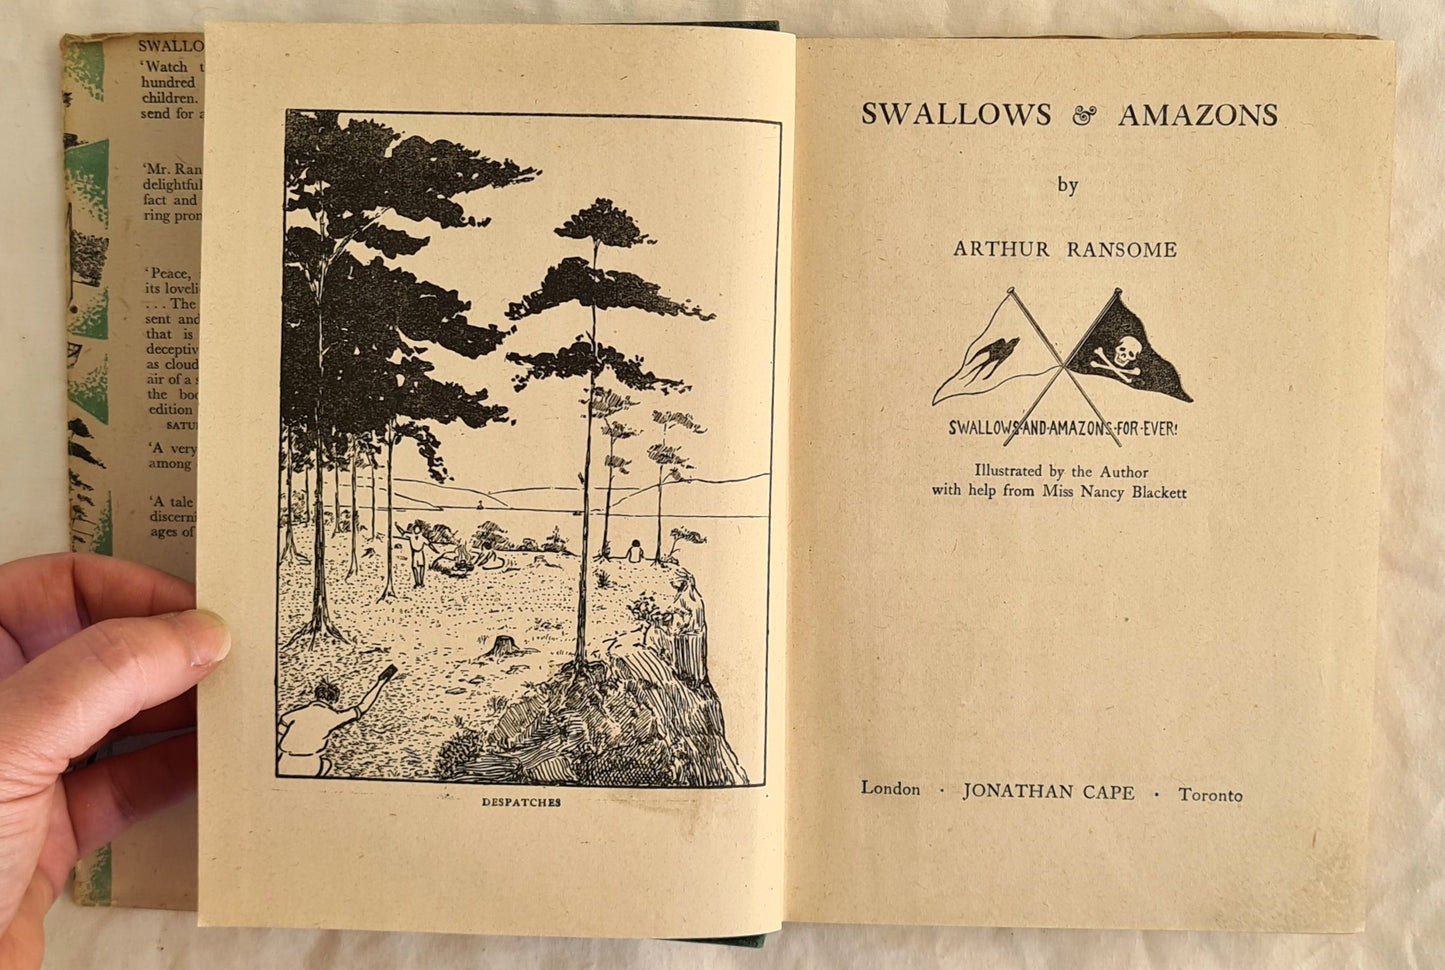 SWALLO
'Watch t
hundred
children.
send for a
'Mr. Ran
delightful
fact and
ring pron
'Peace,
its loveli
... The
sent and
that is
deceptiv
as cloud
air of a s
the boo
edition
SATU
'A very
among
'A tale
discerni
ages of
DESPATCHES
SWALLOWS & AMAZONS
by
ARTHUR RANSOME
SWALLOWS·AND·AMAZONS·FOR·EVER!
Illustrated by the Author
with help from Miss Nancy Blackett
London · JONATHAN CAPE · Toronto